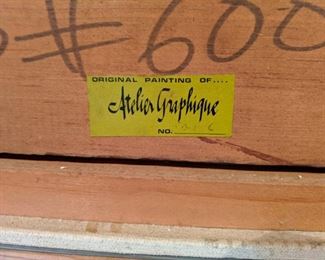 # 600
ORIGINAL PAINTING OF....
Atelier Graphique
NO.